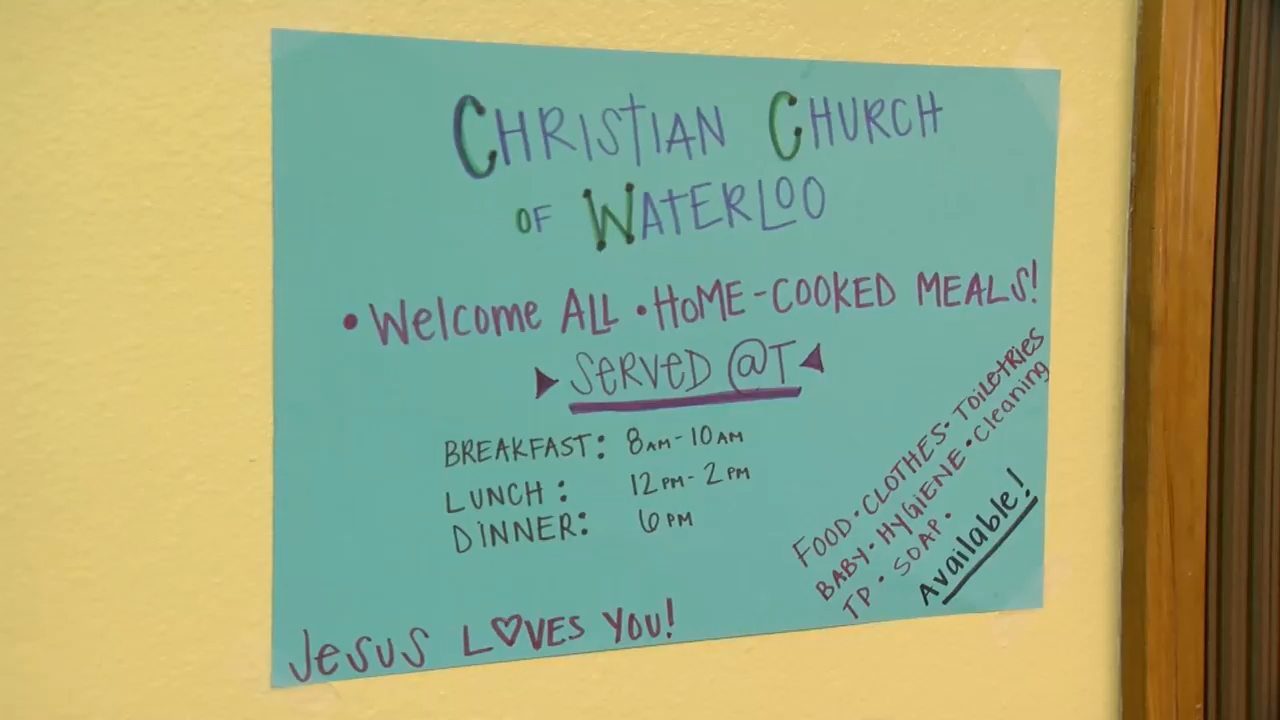 CHRISTIAN CHURCH
OF WATERLOO
• Welcome ALL • HOME-COOKED MEALS!
SERVED @T
BREAKFAST: 8AM-10AM
LUNCH: 12PM-2PM
DINNER: 6PM
FOOD • CLOTHES • TOILETRIES
BABY • HYGIENE • Cleaning
TP • SOAP •
Available!
JESUS L♡VES YOU!